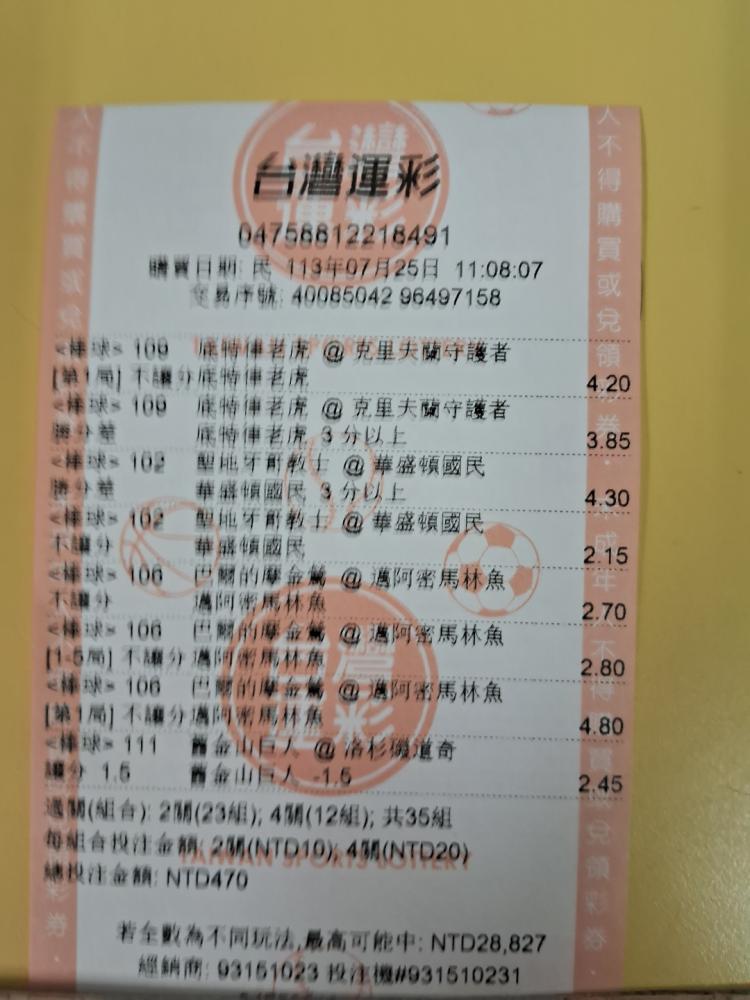 台灣運彩
04758812218491
購買日期: 民 113年07月25日 11:08:07
交易序號: 40085042 96497158
<棒球> 109 底特律老虎 @ 克里夫蘭守護者
[第1局] 不讓分 底特律老虎 4.20
<棒球> 109 底特律老虎 @ 克里夫蘭守護者
勝分差 底特律老虎 3 分以上 3.85
<棒球> 102 聖地牙哥教士 @ 華盛頓國民
勝分差 華盛頓國民 3 分以上 4.30
<棒球> 102 聖地牙哥教士 @ 華盛頓國民
不讓分 華盛頓國民 2.15
<棒球> 106 巴爾的摩金鶯 @ 邁阿密馬林魚
不讓分 邁阿密馬林魚 2.70
<棒球> 106 巴爾的摩金鶯 @ 邁阿密馬林魚
[1-5局] 不讓分 邁阿密馬林魚 2.80
<棒球> 106 巴爾的摩金鶯 @ 邁阿密馬林魚
[第1局] 不讓分 邁阿密馬林魚 4.80
<棒球> 111 舊金山巨人 @ 洛杉磯道奇
讓分 1.5 舊金山巨人 -1.5 2.45
過關(組合): 2關(23組); 4關(12組); 共35組
每組合投注金額: 2關(NTD10); 4關(NTD20)
TAIWAN SPORTS LOTTERY
總投注金額: NTD470
若全數為不同玩法,最高可能中: NTD28,827
經銷商: 93151023 投注機#931510231
人不得購買或兌領彩券